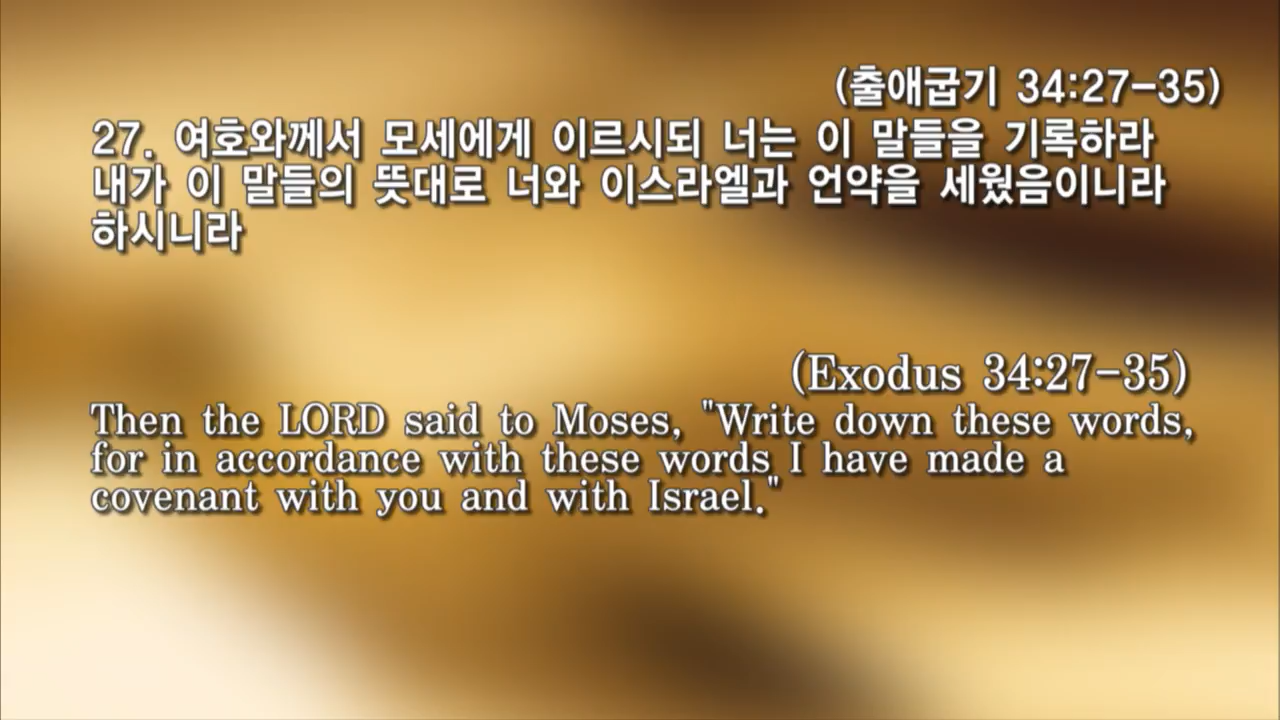 (출애굽기 34:27-35)
27. 여호와께서 모세에게 이르시되 너는 이 말들을 기록하라
내가 이 말들의 뜻대로 너와 이스라엘과 언약을 세웠음이니라
하시니라
(Exodus 34:27-35)
Then the LORD said to Moses, "Write down these words,
for in accordance with these words I have made a
covenant with you and with Israel."